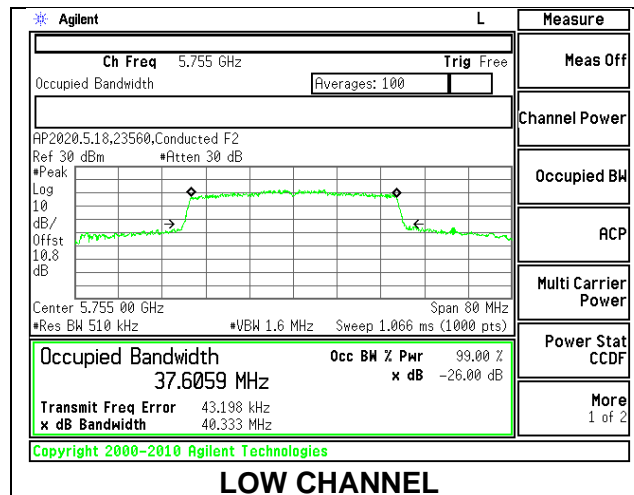 Agilent L Measure
Ch Freq 5.755 GHz Trig Free
Meas Off
Occupied Bandwidth Averages: 100
Channel Power
AP2020.5.18,23560,Conducted F2
Ref 30 dBm #Atten 30 dB
#Peak
Log
10
dB/
Offst
10.8
dB
Occupied BW
ACP
Multi Carrier
Power
Center 5.755 00 GHz Span 80 MHz
#Res BW 510 kHz #VBW 1.6 MHz Sweep 1.066 ms (1000 pts)
Power Stat
CCDF
Occupied Bandwidth Occ BW % Pwr 99.00 %
37.6059 MHz x dB -26.00 dB
Transmit Freq Error 43.198 kHz
x dB Bandwidth 40.333 MHz
More
1 of 2
Copyright 2000-2010 Agilent Technologies
LOW CHANNEL